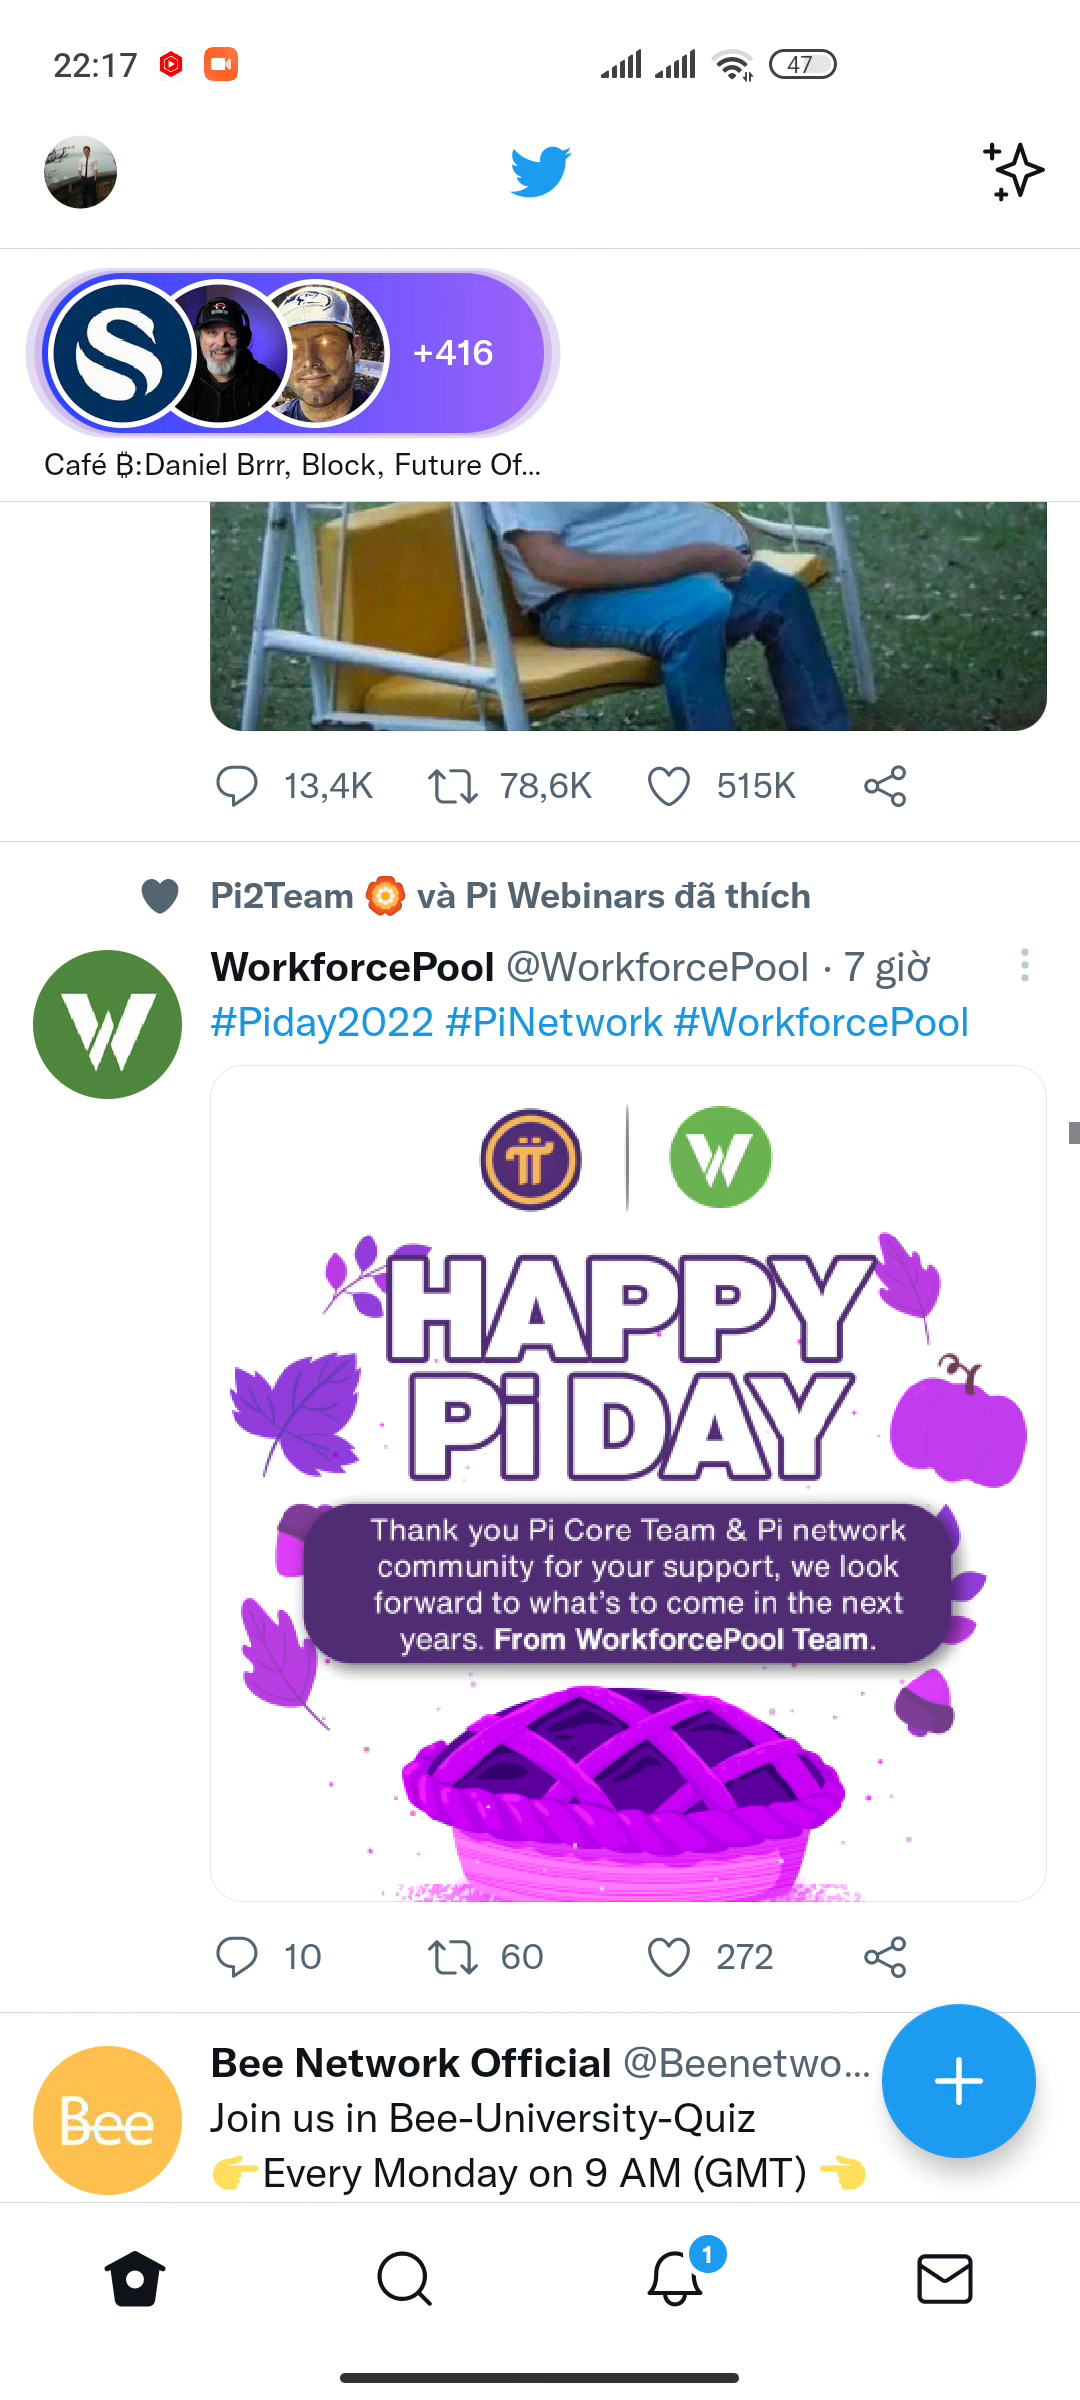 22:17
47
+416
Café ₿:Daniel Brrr, Block, Future Of...
13,4K 78,6K 515K
Pi2Team 🏵️ và Pi Webinars đã thích
WorkforcePool @WorkforcePool · 7 giờ
#Piday2022 #PiNetwork #WorkforcePool
HAPPY
Pi DAY
Thank you Pi Core Team & Pi network
community for your support, we look
forward to what's to come in the next
years. From WorkforcePool Team.
10 60 272
Bee Network Official @Beenetwo...
Bee
Join us in Bee-University-Quiz
👉Every Monday on 9 AM (GMT) 👈
1